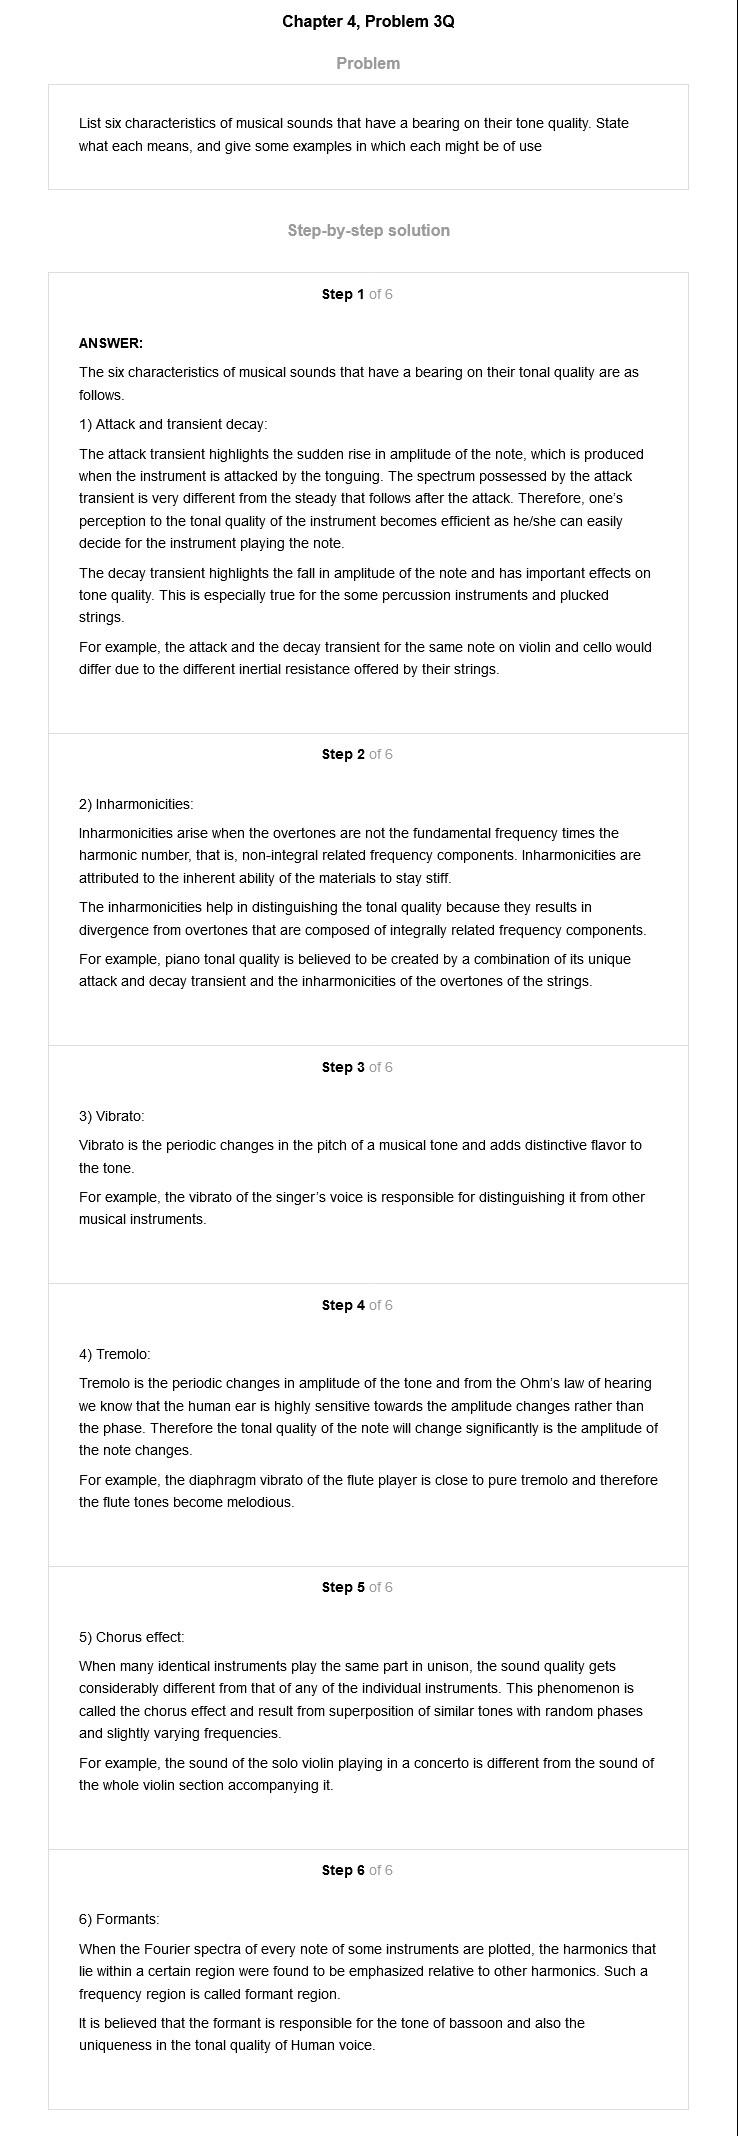 Chapter 4, Problem 3Q
Problem
List six characteristics of musical sounds that have a bearing on their tone quality. State
what each means, and give some examples in which each might be of use
Step-by-step solution
Step 1 of 6
ANSWER:
The six characteristics of musical sounds that have a bearing on their tonal quality are as
follows.
1) Attack and transient decay:
The attack transient highlights the sudden rise in amplitude of the note, which is produced
when the instrument is attacked by the tonguing. The spectrum possessed by the attack
transient is very different from the steady that follows after the attack. Therefore, one's
perception to the tonal quality of the instrument becomes efficient as he/she can easily
decide for the instrument playing the note.
The decay transient highlights the fall in amplitude of the note and has important effects on
tone quality. This is especially true for the some percussion instruments and plucked
strings.
For example, the attack and the decay transient for the same note on violin and cello would
differ due to the different inertial resistance offered by their strings.
Step 2 of 6
2) Inharmonicities:
Inharmonicities arise when the overtones are not the fundamental frequency times the
harmonic number, that is, non-integral related frequency components. Inharmonicities are
attributed to the inherent ability of the materials to stay stiff.
The inharmonicities help in distinguishing the tonal quality because they results in
divergence from overtones that are composed of integrally related frequency components.
For example, piano tonal quality is believed to be created by a combination of its unique
attack and decay transient and the inharmonicities of the overtones of the strings.
Step 3 of 6
3) Vibrato:
Vibrato is the periodic changes in the pitch of a musical tone and adds distinctive flavor to
the tone.
For example, the vibrato of the singer's voice is responsible for distinguishing it from other
musical instruments.
Step 4 of 6
4) Tremolo:
Tremolo is the periodic changes in amplitude of the tone and from the Ohm's law of hearing
we know that the human ear is highly sensitive towards the amplitude changes rather than
the phase. Therefore the tonal quality of the note will change significantly is the amplitude of
the note changes.
For example, the diaphragm vibrato of the flute player is close to pure tremolo and therefore
the flute tones become melodious.
Step 5 of 6
5) Chorus effect:
When many identical instruments play the same part in unison, the sound quality gets
considerably different from that of any of the individual instruments. This phenomenon is
called the chorus effect and result from superposition of similar tones with random phases
and slightly varying frequencies.
For example, the sound of the solo violin playing in a concerto is different from the sound of
the whole violin section accompanying it.
Step 6 of 6
6) Formants:
When the Fourier spectra of every note of some instruments are plotted, the harmonics that
lie within a certain region were found to be emphasized relative to other harmonics. Such a
frequency region is called formant region.
It is believed that the formant is responsible for the tone of bassoon and also the
uniqueness in the tonal quality of Human voice.